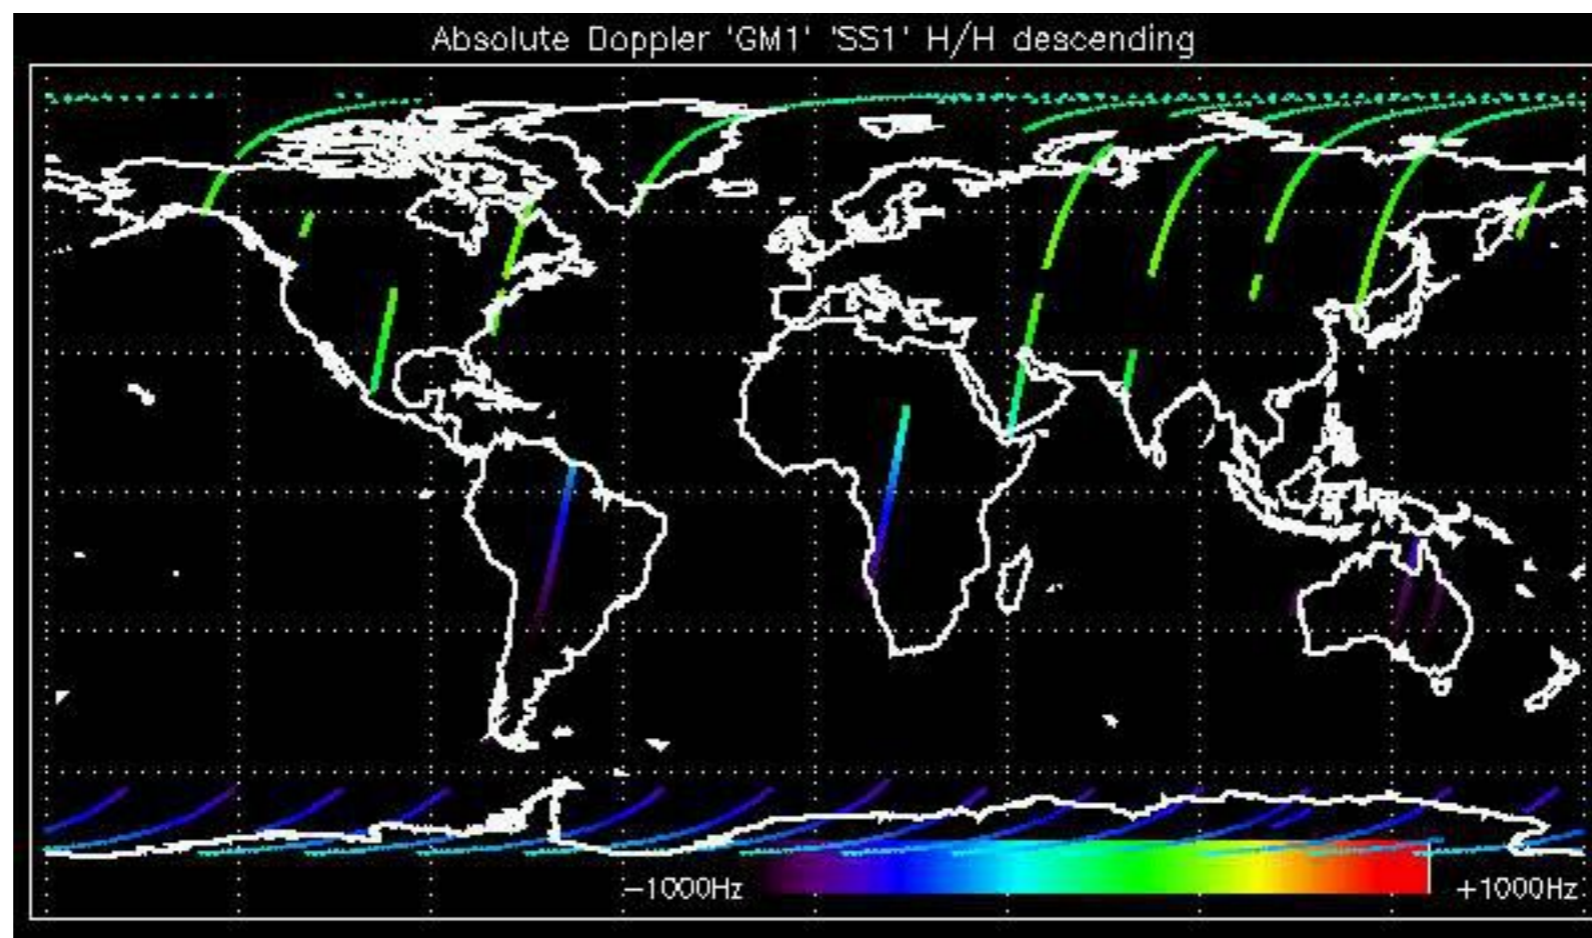 Absolute Doppler 'GM1' 'SS1' H/H descending
-1000Hz +1000Hz